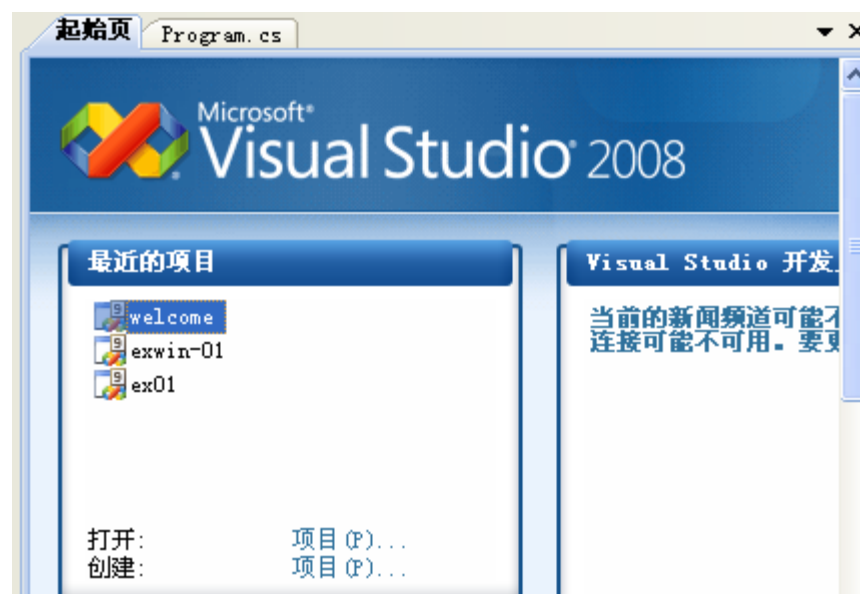 起始页 Program.cs
Microsoft®
Visual Studio® 2008
最近的项目
welcome
exwin-01
ex01
打开: 项目(P)...
创建: 项目(P)...
Visual Studio 开发
当前的新闻频道可能不
连接可能不可用。要更